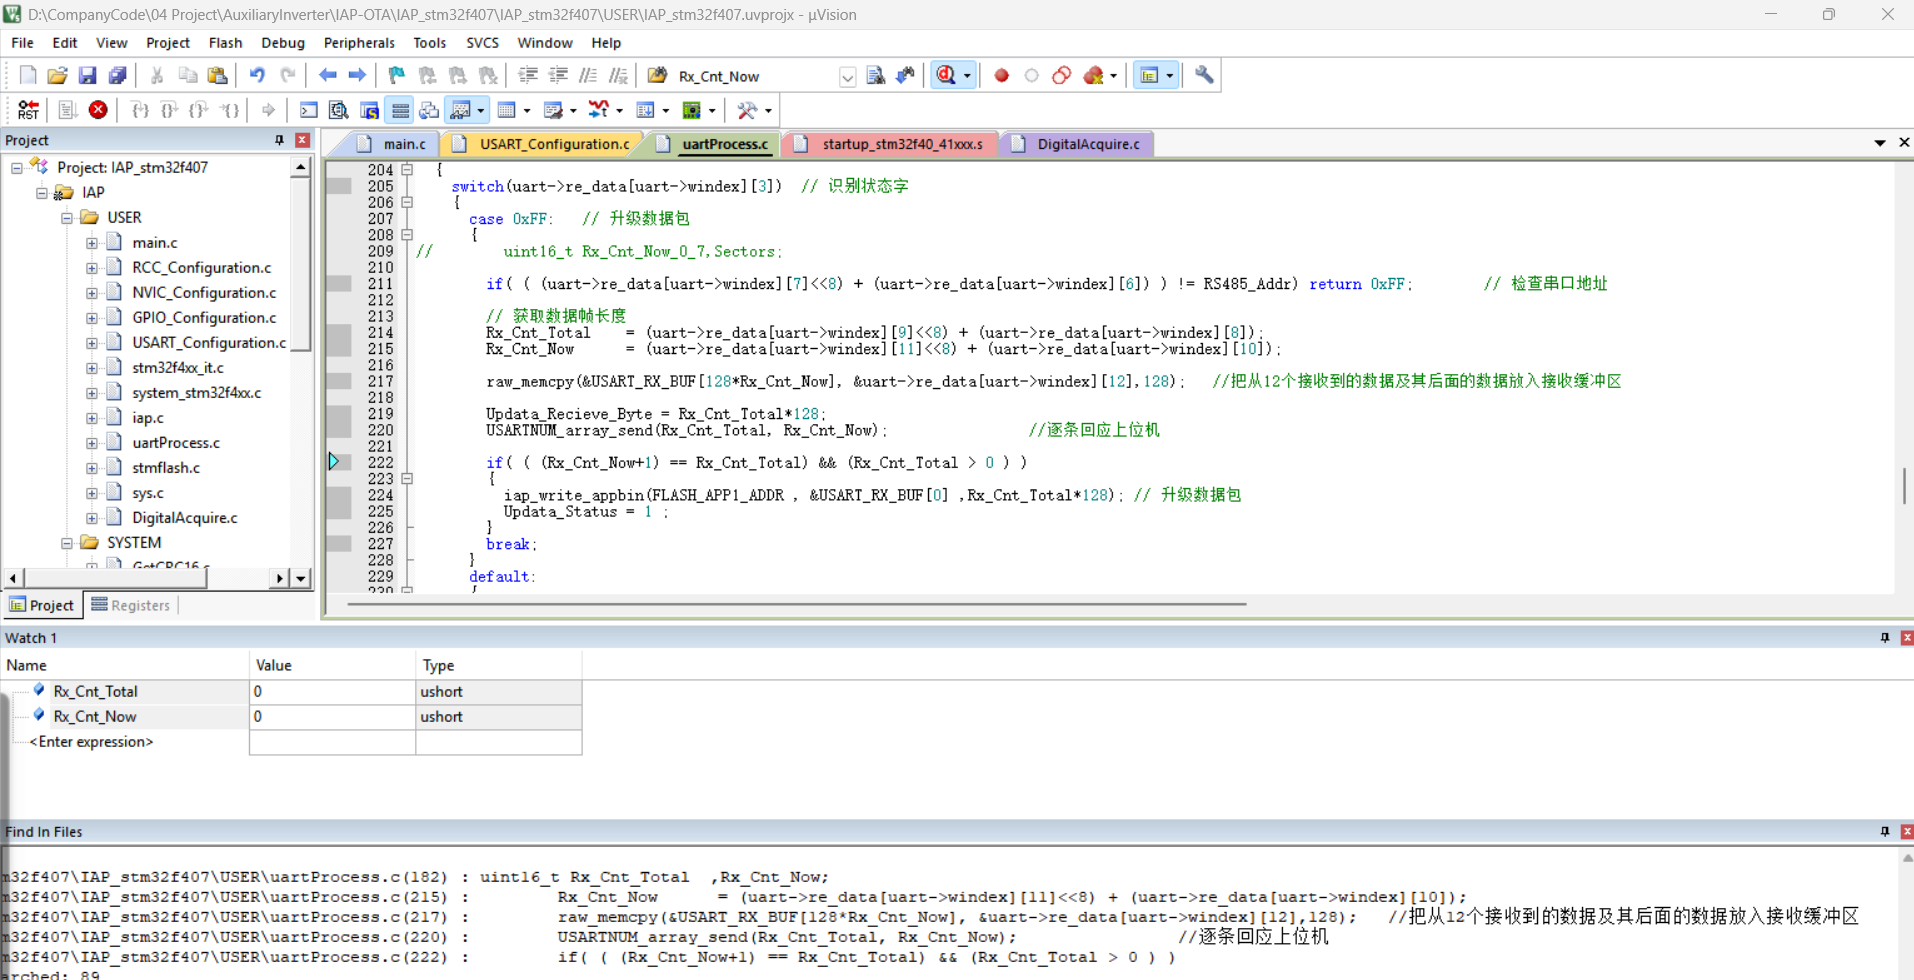 D:\CompanyCode\04 Project\AuxiliaryInverter\IAP-OTA\IAP_stm32f407\IAP_stm32f407\USER\IAP_stm32f407.uvprojx - µVision
File Edit View Project Flash Debug Peripherals Tools SVCS Window Help
Rx_Cnt_Now
RST
Project
main.c USART_Configuration.c uartProcess.c startup_stm32f40_41xxx.s DigitalAcquire.c
Project: IAP_stm32f407
IAP
USER
main.c
RCC_Configuration.c
NVIC_Configuration.c
GPIO_Configuration.c
USART_Configuration.c
stm32f4xx_it.c
system_stm32f4xx.c
iap.c
uartProcess.c
stmflash.c
sys.c
DigitalAcquire.c
SYSTEM
GetCRC16.c
Project Registers
204 {
205 switch(uart->re_data[uart->windex][3]) // 识别状态字
206 {
207 case 0xFF: // 升级数据包
208 {
209 // uint16_t Rx_Cnt_Now_0_7,Sectors;
210
211 if( ( (uart->re_data[uart->windex][7]<<8) + (uart->re_data[uart->windex][6]) ) != RS485_Addr) return 0xFF; // 检查串口地址
212
213 // 获取数据帧长度
214 Rx_Cnt_Total = (uart->re_data[uart->windex][9]<<8) + (uart->re_data[uart->windex][8]);
215 Rx_Cnt_Now = (uart->re_data[uart->windex][11]<<8) + (uart->re_data[uart->windex][10]);
216
217 raw_memcpy(&USART_RX_BUF[128*Rx_Cnt_Now], &uart->re_data[uart->windex][12],128); //把从12个接收到的数据及其后面的数据放入接收缓冲区
218
219 Updata_Recieve_Byte = Rx_Cnt_Total*128;
220 USARTNUM_array_send(Rx_Cnt_Total, Rx_Cnt_Now); //逐条回应上位机
221
222 if( ( (Rx_Cnt_Now+1) == Rx_Cnt_Total) && (Rx_Cnt_Total > 0 ) )
223 {
224 iap_write_appbin(FLASH_APP1_ADDR , &USART_RX_BUF[0] ,Rx_Cnt_Total*128); // 升级数据包
225 Updata_Status = 1 ;
226 }
227 break;
228 }
229 default:
230 {
Watch 1
Name Value Type
Rx_Cnt_Total 0 ushort
Rx_Cnt_Now 0 ushort
<Enter expression>
Find In Files
m32f407\IAP_stm32f407\USER\uartProcess.c(182) : uint16_t Rx_Cnt_Total ,Rx_Cnt_Now;
m32f407\IAP_stm32f407\USER\uartProcess.c(215) : Rx_Cnt_Now = (uart->re_data[uart->windex][11]<<8) + (uart->re_data[uart->windex][10]);
m32f407\IAP_stm32f407\USER\uartProcess.c(217) : raw_memcpy(&USART_RX_BUF[128*Rx_Cnt_Now], &uart->re_data[uart->windex][12],128); //把从12个接收到的数据及其后面的数据放入接收缓冲区
m32f407\IAP_stm32f407\USER\uartProcess.c(220) : USARTNUM_array_send(Rx_Cnt_Total, Rx_Cnt_Now); //逐条回应上位机
m32f407\IAP_stm32f407\USER\uartProcess.c(222) : if( ( (Rx_Cnt_Now+1) == Rx_Cnt_Total) && (Rx_Cnt_Total > 0 ) )
arched: 89